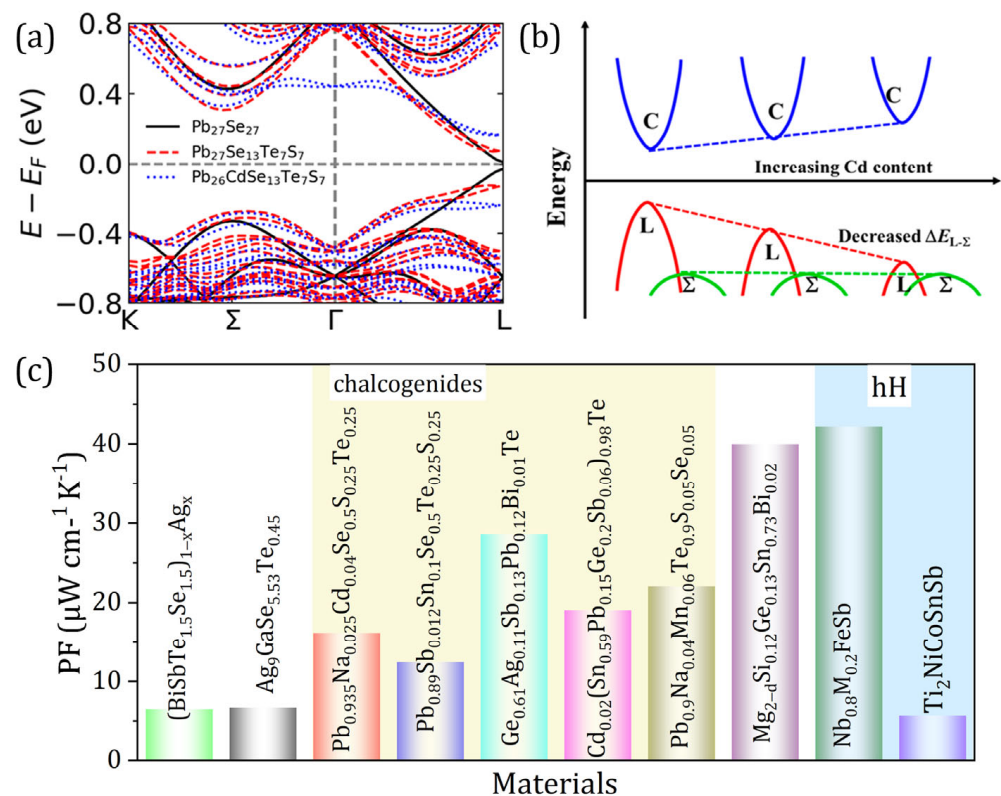 (a)
0.8
0.4
0.0
−0.4
−0.8
E − E_F (eV)
Pb₂₇Se₂₇
Pb₂₇Se₁₃Te₇S₇
Pb₂₆CdSe₁₃Te₇S₇
K
Σ
Γ
L
(b)
Energy
C
C
C
Increasing Cd content
L
L
L
Decreased ΔE_L-Σ
Σ
Σ
Σ
(c)
50
40
30
20
10
0
PF (μW cm-¹ K⁻¹)
chalcogenides
hH
(BiSbTe₁.₅Se₁.₅)₁₋ₓAgₓ
Ag₉GaSe₅.₅₃Te₀.₄₅
Pb₀.₉₃₅Na₀.₀₂₅Cd₀.₀₄Se₀.₅S₀.₂₅Te₀.₂₅
Pb₀.₈₉Sb₀.₀₁₂Sn₀.₁Se₀.₅Te₀.₂₅S₀.₂₅
Ge₀.₆₁Ag₀.₁₁Sb₀.₁₃Pb₀.₁₂Bi₀.₀₁Te
Cd₀.₀₂(Sn₀.₅₉Pb₀.₁₅Ge₀.₂Sb₀.₀₆)₀.₉₈Te
Pb₀.₉Na₀.₀₄Mn₀.₀₆Te₀.₉S₀.₀₅Se₀.₀₅
Mg₂₋dSi₀.₁₂Ge₀.₁₃Sn₀.₇₃Bi₀.₀₂
Nb₀.₈M₀.₂FeSb
Ti₂NiCoSnSb
Materials